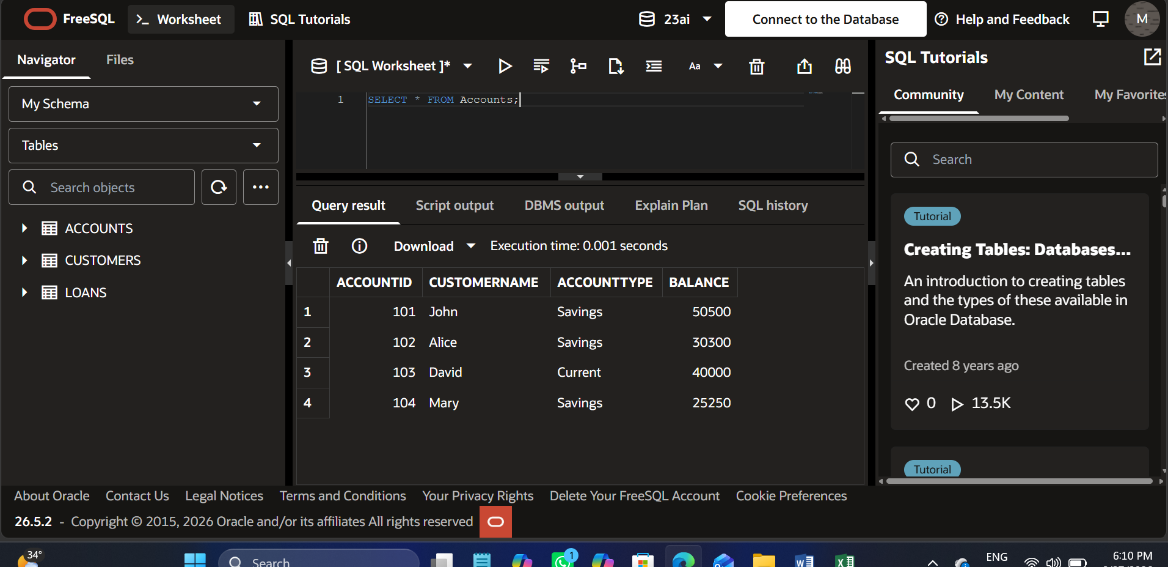 FreeSQL
Worksheet
SQL Tutorials
23ai
Connect to the Database
Help and Feedback
M
Navigator
Files
My Schema
Tables
Search objects
ACCOUNTS
CUSTOMERS
LOANS
[ SQL Worksheet ]*
Aa
1 SELECT * FROM Accounts;
Query result
Script output
DBMS output
Explain Plan
SQL history
Download
Execution time: 0.001 seconds
ACCOUNTID CUSTOMERNAME ACCOUNTTYPE BALANCE
1 101 John Savings 50500
2 102 Alice Savings 30300
3 103 David Current 40000
4 104 Mary Savings 25250
SQL Tutorials
Community
My Content
My Favorites
Search
Tutorial
Creating Tables: Databases...
An introduction to creating tables
and the types of these available in
Oracle Database.
Created 8 years ago
0 13.5K
Tutorial
About Oracle Contact Us Legal Notices Terms and Conditions Your Privacy Rights Delete Your FreeSQL Account Cookie Preferences
26.5.2 - Copyright © 2015, 2026 Oracle and/or its affiliates All rights reserved
34°
Search
1
ENG
6:10 PM